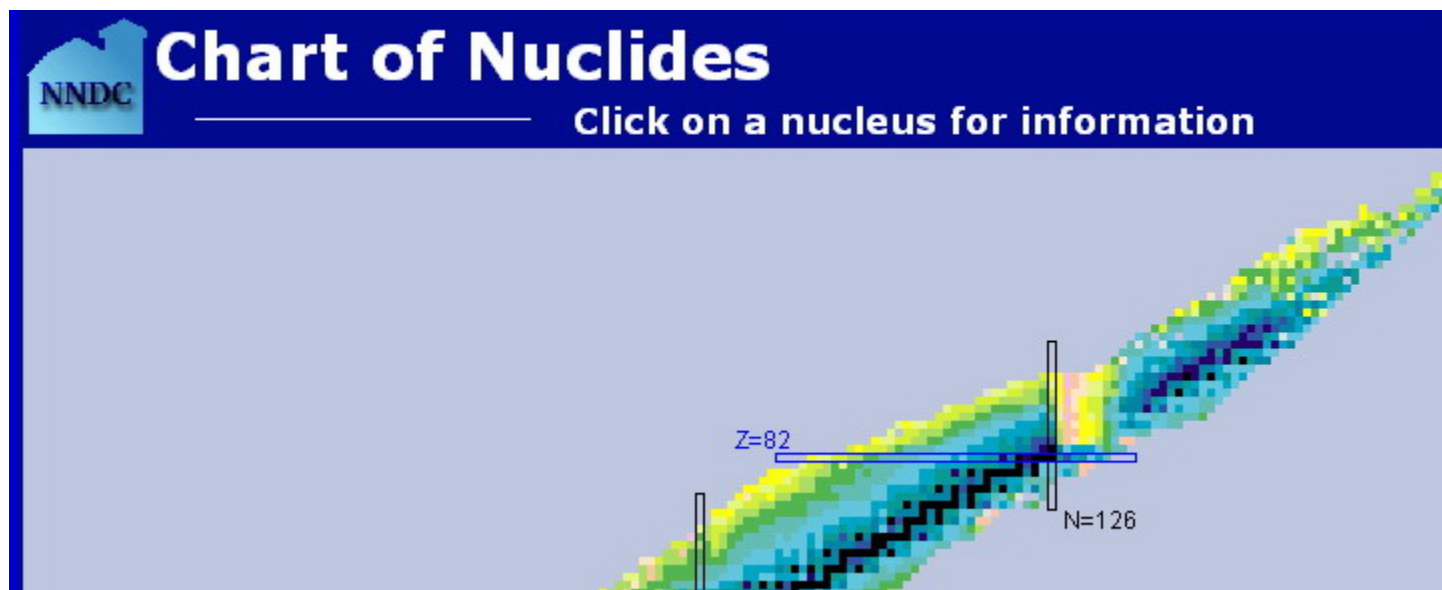 Chart of Nuclides
NNDC
Click on a nucleus for information
Z=82
N=126